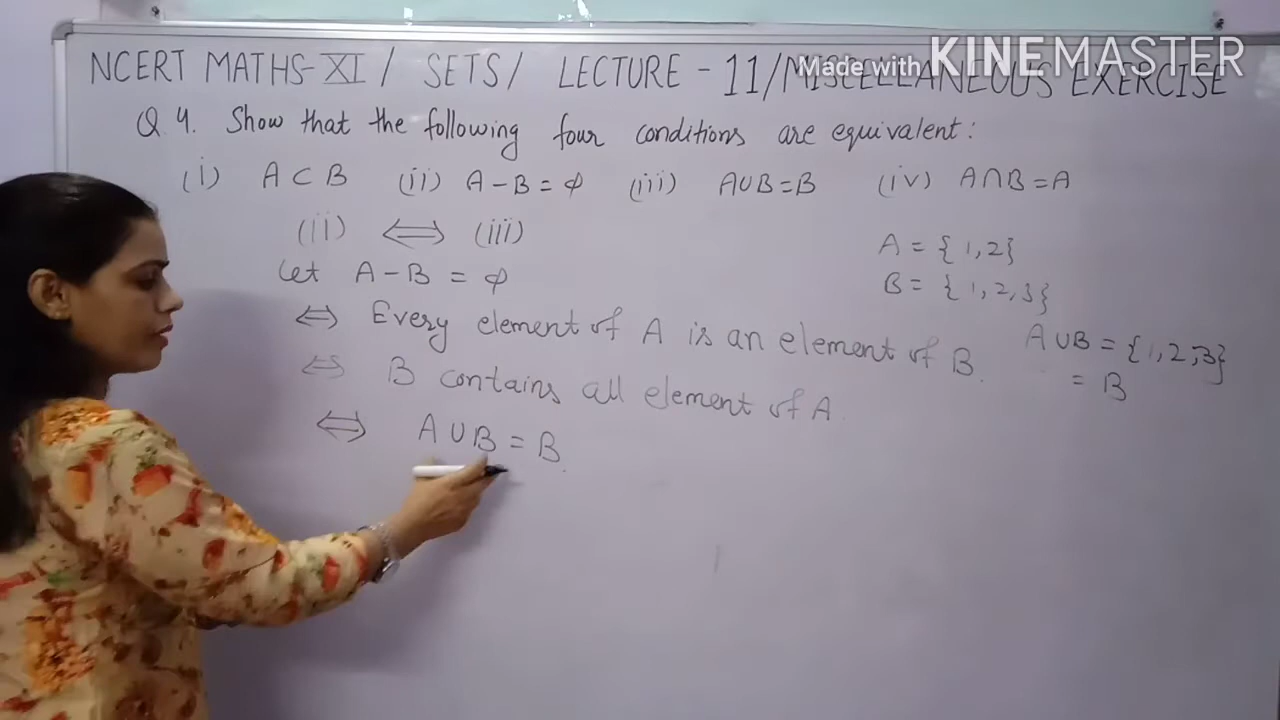 NCERT MATHS-XI / SETS / LECTURE - 11/MISCELLANEOUS EXERCISE
Made with KINEMASTER
Q 4. Show that the following four conditions are equivalent:
(i) A ⊂ B (ii) A - B = φ (iii) A∪B = B (iv) A∩B = A
(ii) ⇔ (iii)
Let A - B = φ
⇔ Every element of A is an element of B.
⇔ B contains all element of A
⇔ A ∪ B = B.
A = {1,2}
B = {1,2,3}
A∪B = {1,2,3}
= B